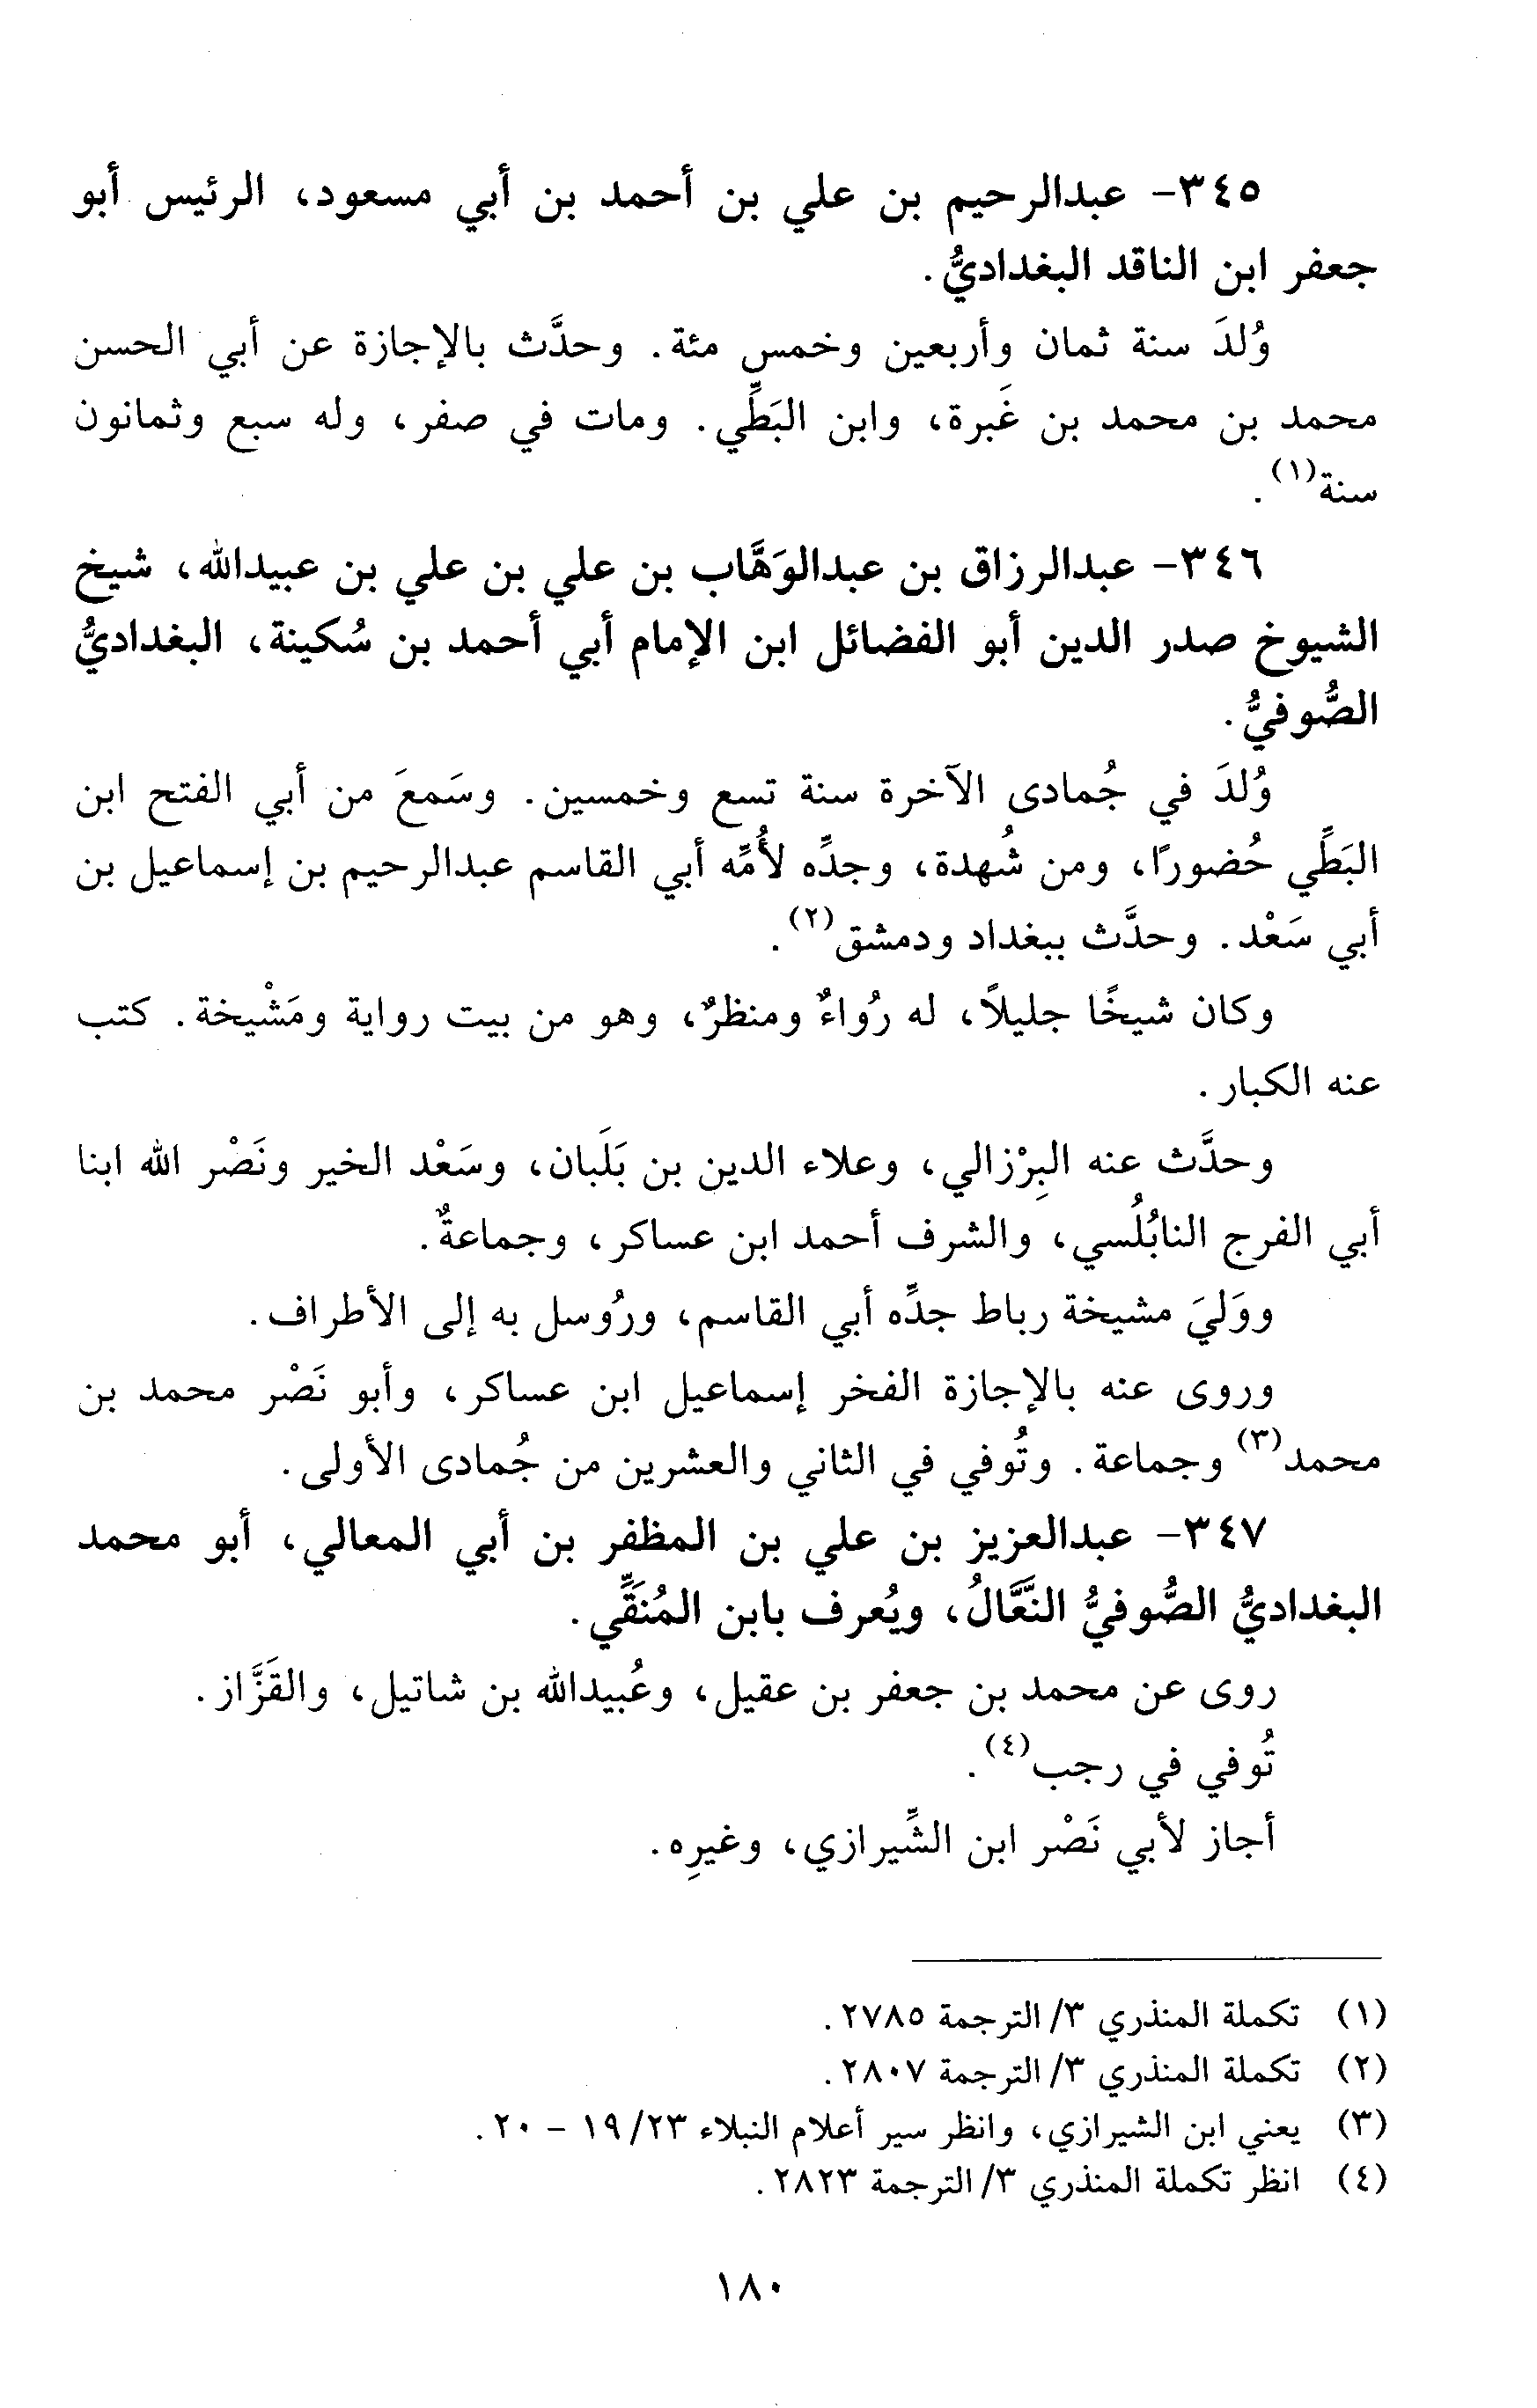 ٣٤٥- عبدالرحيم بن علي بن أحمد بن أبي مسعود، الرئيس أبو
جعفر ابن الناقد البغداديُّ.
وُلدَ سنة ثمان وأربعين وخمس مئة. وحدَّث بالإجازة عن أبي الحسن
محمد بن محمد بن غَبرة، وابن البَطِّي. ومات في صفر، وله سبع وثمانون
سنة(١).
٣٤٦- عبدالرزاق بن عبدالوَهَّاب بن علي بن علي بن عبيدالله، شيخ
الشيوخ صدر الدين أبو الفضائل ابن الإمام أبي أحمد بن سُكينة، البغداديُّ
الصُّوفيُّ.
وُلدَ في جُمادى الآخرة سنة تسع وخمسين. وسَمعَ من أبي الفتح ابن
البَطِّي حُضورًا، ومن شُهدة، وجدِّه لأُمِّه أبي القاسم عبدالرحيم بن إسماعيل بن
أبي سَعْد. وحدَّث ببغداد ودمشق(٢).
وكان شيخًا جليلًا، له رُواءٌ ومنظرٌ، وهو من بيت رواية ومَشْيخة. كتب
عنه الكبار.
وحدَّث عنه البِرْزالي، وعلاء الدين بن بَلَبان، وسَعْد الخير ونَصْر الله ابنا
أبي الفرج النابُلُسي، والشرف أحمد ابن عساكر، وجماعةٌ.
ووَليَ مشيخة رباط جدِّه أبي القاسم، ورُوسل به إلى الأطراف.
وروى عنه بالإجازة الفخر إسماعيل ابن عساكر، وأبو نَصْر محمد بن
محمد(٣) وجماعة. وتُوفي في الثاني والعشرين من جُمادى الأولى.
٣٤٧- عبدالعزيز بن علي بن المظفر بن أبي المعالي، أبو محمد
البغداديُّ الصُّوفيُّ النَّعَّالُ، ويُعرف بابن المُنَقِّي.
روى عن محمد بن جعفر بن عقيل، وعُبيدالله بن شاتيل، والقَزَّاز.
تُوفي في رجب(٤).
أجاز لأبي نَصْر ابن الشِّيرازي، وغيرِه.
(١) تكملة المنذري ٣/ الترجمة ٢٧٨٥.
(٢) تكملة المنذري ٣/ الترجمة ٢٨٠٧.
(٣) يعني ابن الشيرازي، وانظر سير أعلام النبلاء ٢٣/ ١٩ - ٢٠.
(٤) انظر تكملة المنذري ٣/ الترجمة ٢٨٢٣.
١٨٠